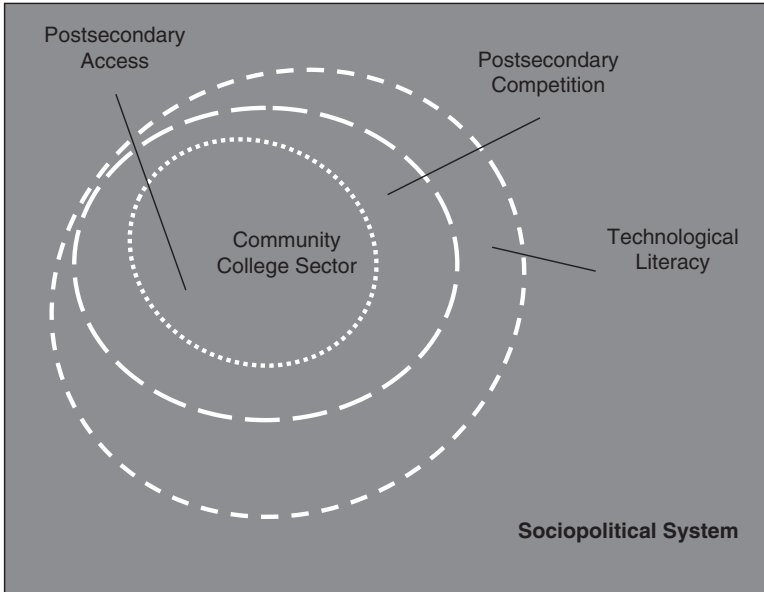 Postsecondary
Access
Postsecondary
Competition
Community
College Sector
Technological
Literacy
Sociopolitical System